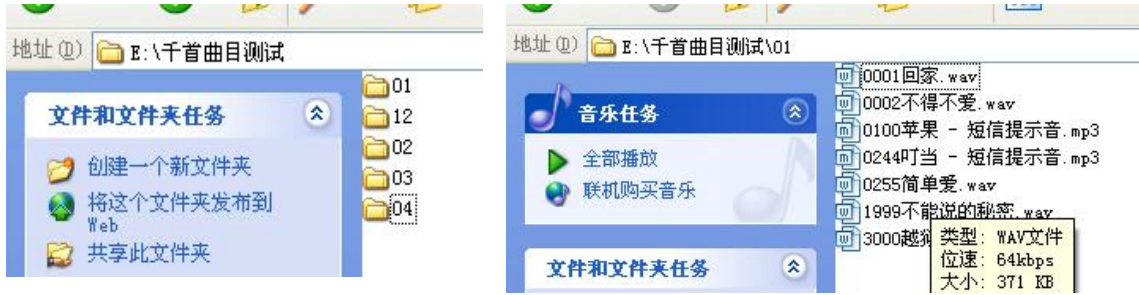 地址(D) E:\千首曲目测试
文件和文件夹任务
创建一个新文件夹
将这个文件夹发布到
Web
共享此文件夹
01
12
02
03
04
地址(D) E:\千首曲目测试\01
音乐任务
全部播放
联机购买音乐
文件和文件夹任务
0001回家.wav
0002不得不爱.wav
0100苹果 - 短信提示音.mp3
0244叮当 - 短信提示音.mp3
0255简单爱.wav
1999不能说的秘密.wav
3000越狱
类型: WAV文件
位速: 64kbps
大小: 371 KB